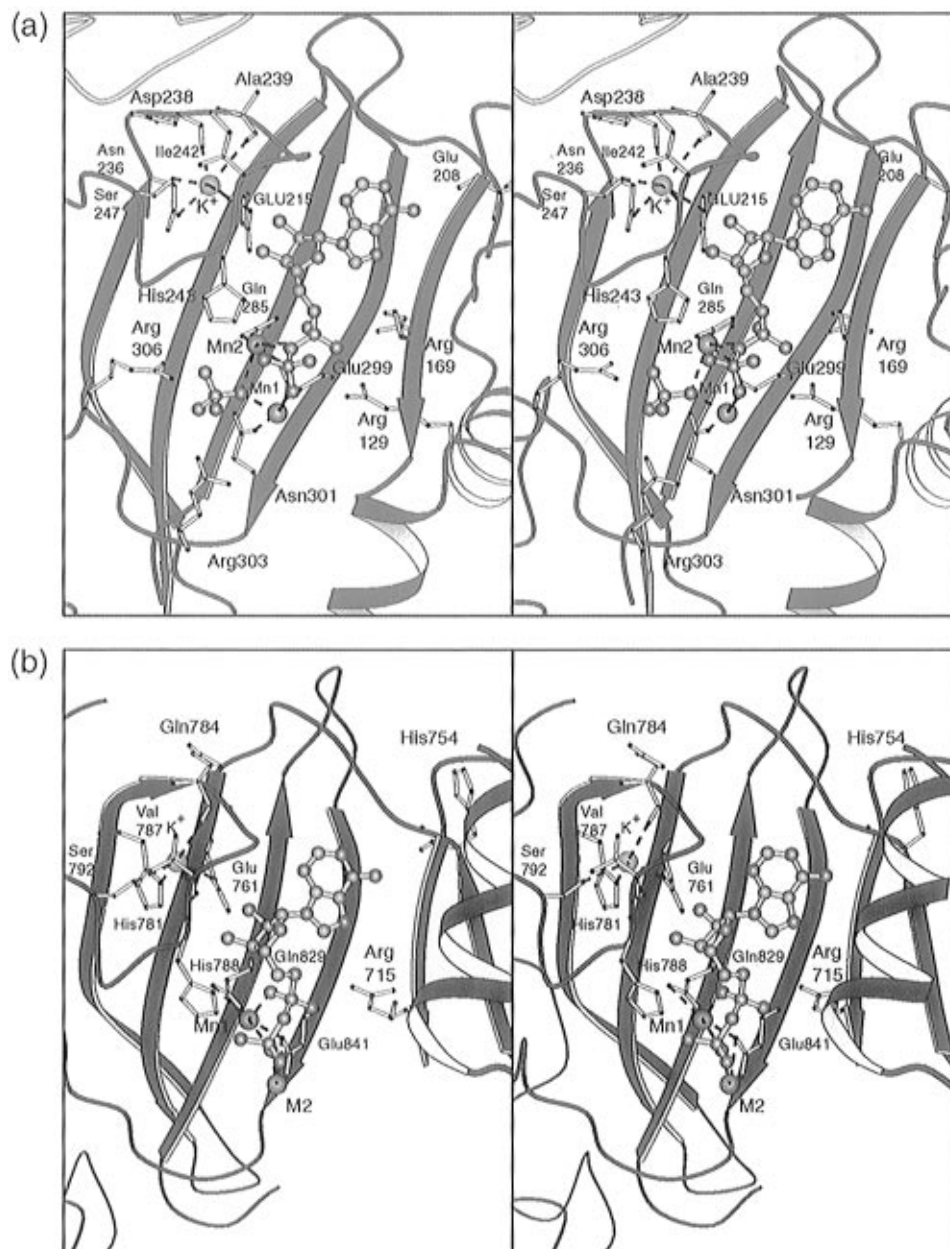 (a)
Ala239
Asp238
Asn
236
Ile242
Ser
247
K+
GLU215
Glu
208
His243
Gln
285
Arg
306
Mn2
Mn1
Glu299
Arg
169
Arg
129
Asn301
Arg303
Ala239
Asp238
Asn
236
Ile242
Ser
247
K+
GLU215
Glu
208
His243
Gln
285
Arg
306
Mn2
Mn1
Glu299
Arg
169
Arg
129
Asn301
Arg303
(b)
Gln784
His754
Val
787
K+
Ser
792
Glu
761
His781
His788
Gln829
Arg
715
Glu841
M2
Gln784
His754
Val
787
K+
Ser
792
Glu
761
His781
His788
Gln829
Arg
715
Mn1
Glu841
M2